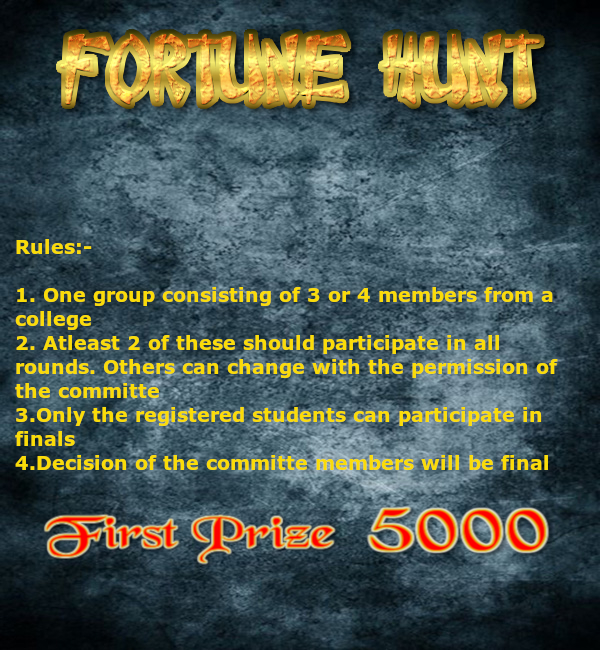 FORTUNE HUNT
Rules:-
1. One group consisting of 3 or 4 members from a
college
2. Atleast 2 of these should participate in all
rounds. Others can change with the permission of
the committe
3.Only the registered students can participate in
finals
4.Decision of the committe members will be final
First Prize 5000